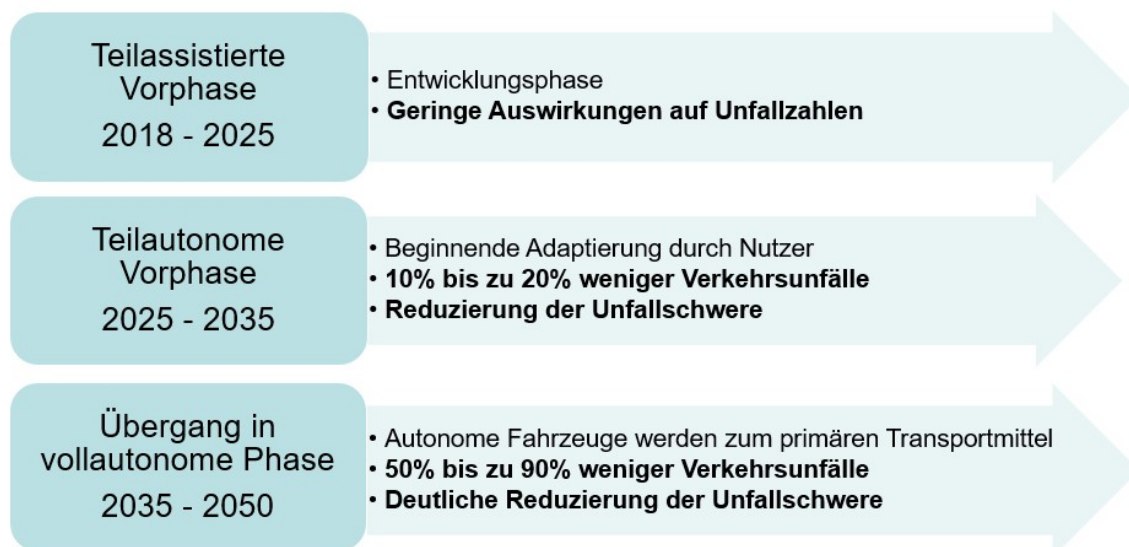 Teilassistierte
Vorphase
2018 - 2025
• Entwicklungsphase
• Geringe Auswirkungen auf Unfallzahlen
Teilautonome
Vorphase
2025 - 2035
• Beginnende Adaptierung durch Nutzer
• 10% bis zu 20% weniger Verkehrsunfälle
• Reduzierung der Unfallschwere
Übergang in
vollautonome Phase
2035 - 2050
• Autonome Fahrzeuge werden zum primären Transportmittel
• 50% bis zu 90% weniger Verkehrsunfälle
• Deutliche Reduzierung der Unfallschwere